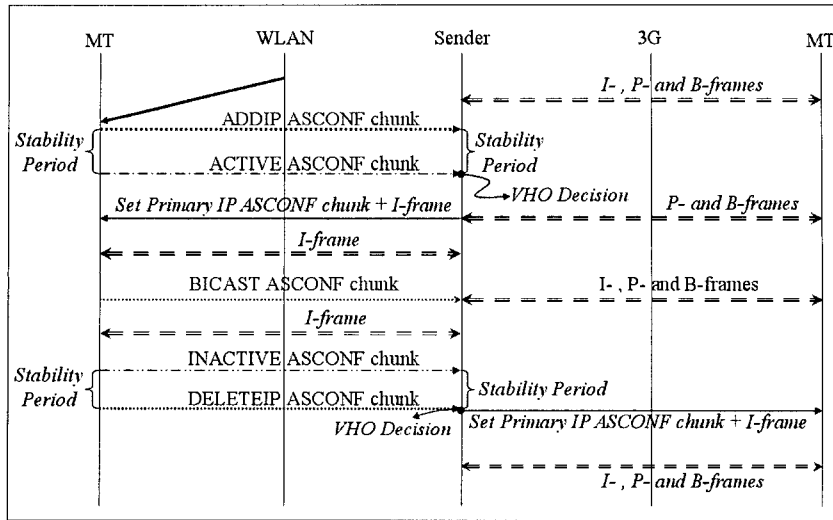 MT WLAN Sender 3G MT
I- , P- and B-frames
ADDIP ASCONF chunk
Stability
Period
Stability
Period
ACTIVE ASCONF chunk
VHO Decision
Set Primary IP ASCONF chunk + I-frame
P- and B-frames
I-frame
BICAST ASCONF chunk
I- , P- and B-frames
I-frame
INACTIVE ASCONF chunk
Stability
Period
Stability Period
DELETEIP ASCONF chunk
VHO Decision
Set Primary IP ASCONF chunk + I-frame
I- , P- and B-frames